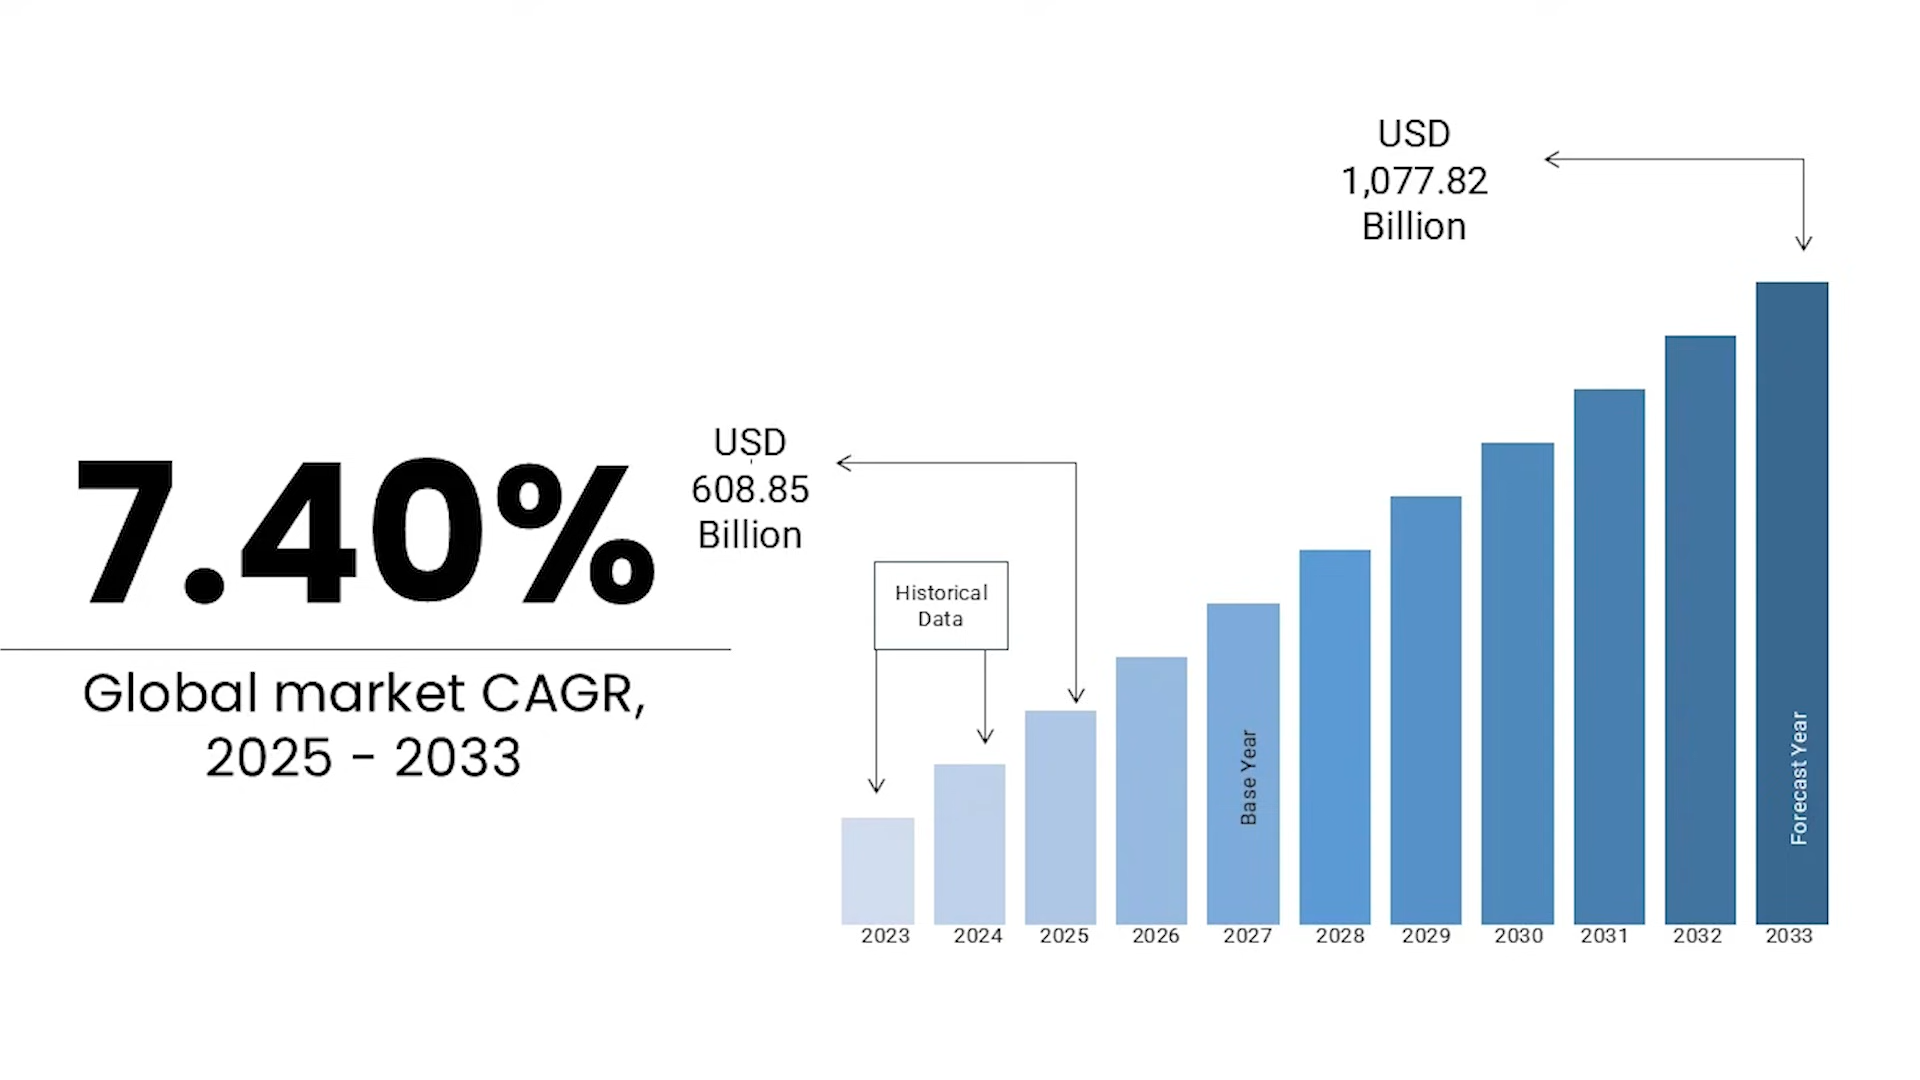 7.40%
Global market CAGR,
2025 - 2033
USD
608.85
Billion
USD
1,077.82
Billion
Historical
Data
Base Year
Forecast Year
2023
2024
2025
2026
2027
2028
2029
2030
2031
2032
2033